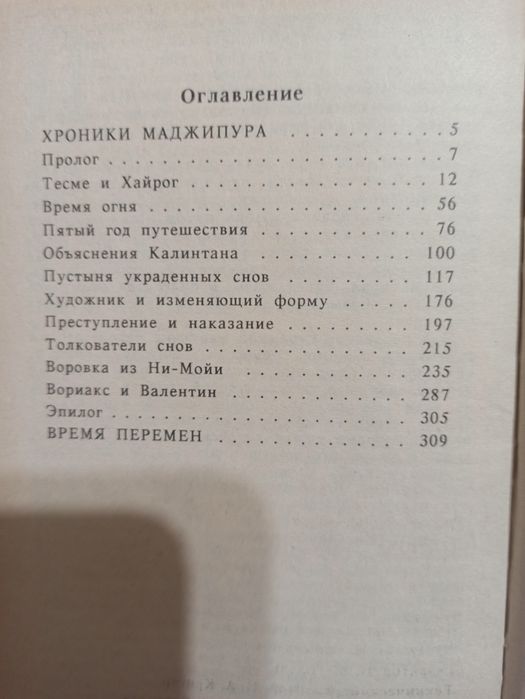 Оглавление
ХРОНИКИ МАДЖИПУРА . . . . . . . . . . 5
Пролог . . . . . . . . . . . . . . . . . . . 7
Тесме и Хайрог . . . . . . . . . . . . . . 12
Время огня . . . . . . . . . . . . . . . . 56
Пятый год путешествия . . . . . . . . . . 76
Объяснения Калинтана . . . . . . . . . . 100
Пустыня украденных снов . . . . . . . . . 117
Художник и изменяющий форму . . . . . 176
Преступление и наказание . . . . . . . . 197
Толкователи снов . . . . . . . . . . . . . 215
Воровка из Ни-Мойи . . . . . . . . . . . 235
Вориакс и Валентин . . . . . . . . . . . 287
Эпилог . . . . . . . . . . . . . . . . . . 305
ВРЕМЯ ПЕРЕМЕН . . . . . . . . . . . . 309